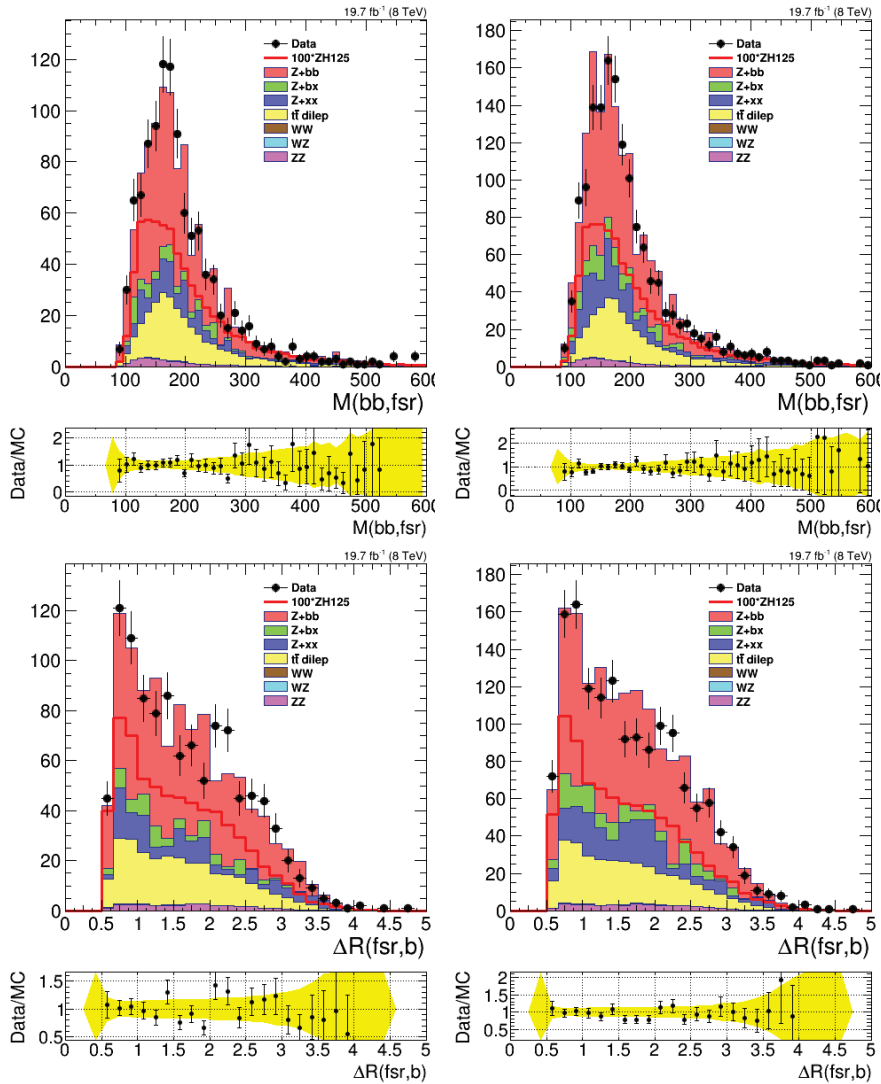 19.7 fb⁻¹ (8 TeV)
120
100
80
60
40
20
0
Data
100*ZH125
Z+bb
Z+bx
Z+xx
tt̄ dilep
WW
WZ
ZZ
0 100 200 300 400 500 600
M(bb,fsr)
Data/MC
2
1
0
0 100 200 300 400 500 600
M(bb,fsr)
19.7 fb⁻¹ (8 TeV)
180
160
140
120
100
80
60
40
20
0
Data
100*ZH125
Z+bb
Z+bx
Z+xx
tt̄ dilep
WW
WZ
ZZ
0 100 200 300 400 500 600
M(bb,fsr)
Data/MC
2
1
0
0 100 200 300 400 500 600
M(bb,fsr)
19.7 fb⁻¹ (8 TeV)
120
100
80
60
40
20
0
Data
100*ZH125
Z+bb
Z+bx
Z+xx
tt̄ dilep
WW
WZ
ZZ
0 0.5 1 1.5 2 2.5 3 3.5 4 4.5 5
ΔR(fsr,b)
Data/MC
1.5
1
0.5
0 0.5 1 1.5 2 2.5 3 3.5 4 4.5 5
ΔR(fsr,b)
19.7 fb⁻¹ (8 TeV)
180
160
140
120
100
80
60
40
20
0
Data
100*ZH125
Z+bb
Z+bx
Z+xx
tt̄ dilep
WW
WZ
ZZ
0 0.5 1 1.5 2 2.5 3 3.5 4 4.5 5
ΔR(fsr,b)
Data/MC
2
1.5
1
0.5
0 0.5 1 1.5 2 2.5 3 3.5 4 4.5 5
ΔR(fsr,b)